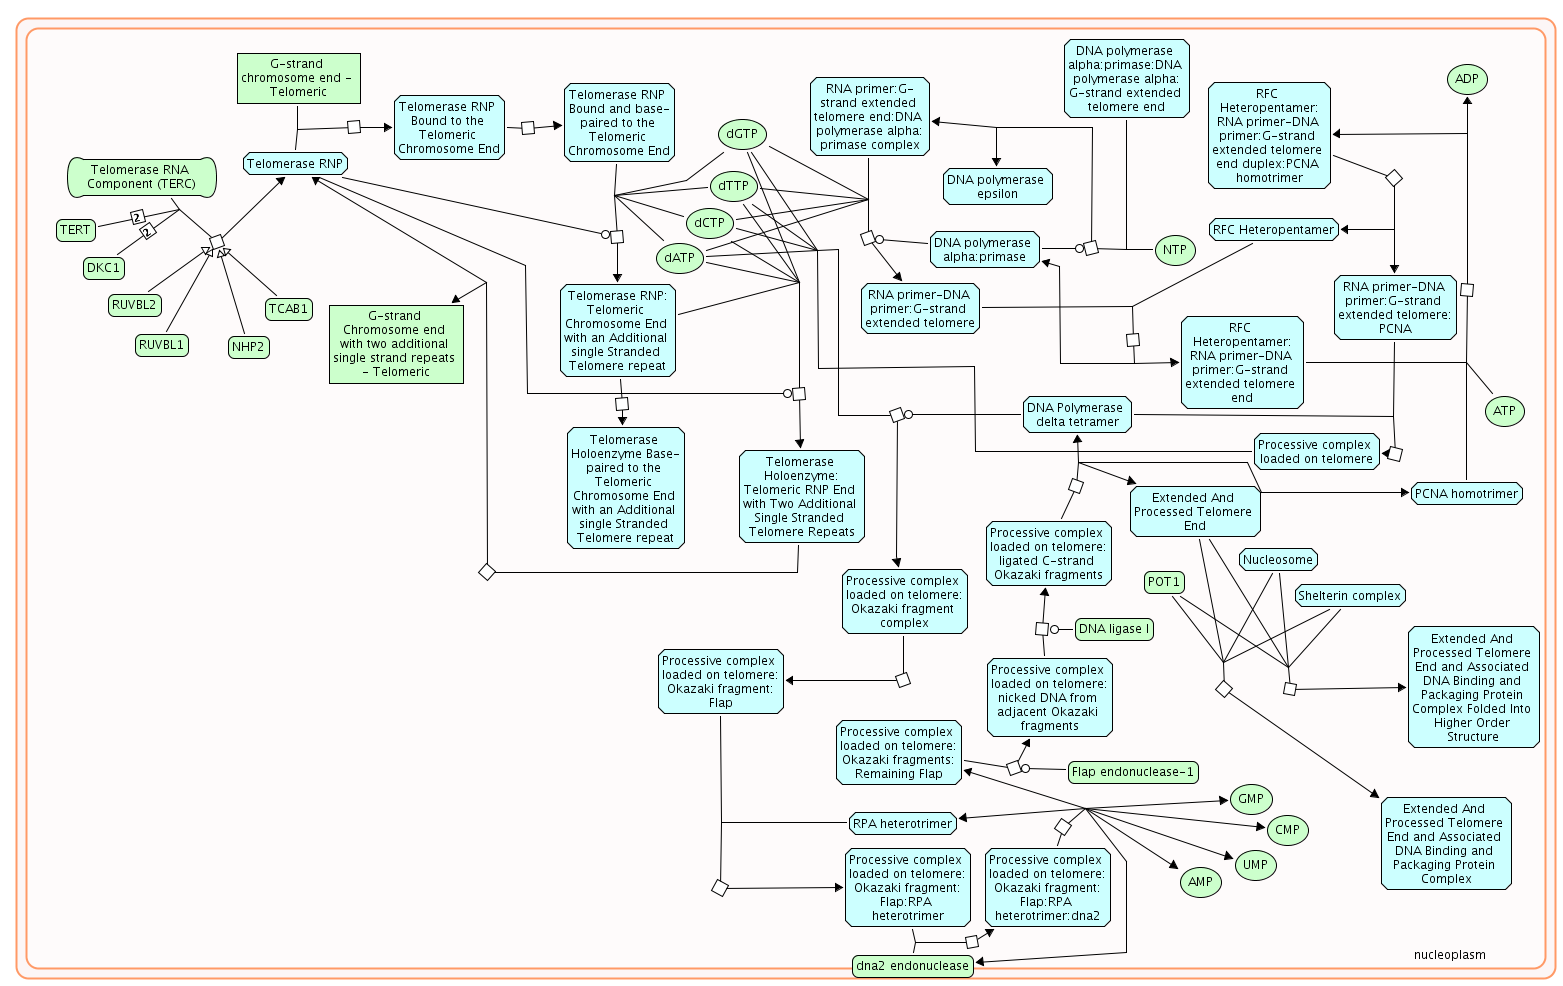 G-strand
chromosome end -
Telomeric
Telomerase RNP
Bound to the
Telomeric
Chromosome End
Telomerase RNP
Bound and base-
paired to the
Telomeric
Chromosome End
Telomerase RNP
Telomerase RNA
Component (TERC)
2
2
TERT
DKC1
RUVBL2
RUVBL1
NHP2
TCAB1
G-strand
Chromosome end
with two additional
single strand repeats
- Telomeric
dGTP
dTTP
dCTP
dATP
Telomerase RNP:
Telomeric
Chromosome End
with an Additional
single Stranded
Telomere repeat
Telomerase
Holoenzyme Base-
paired to the
Telomeric
Chromosome End
with an Additional
single Stranded
Telomere repeat
Telomerase
Holoenzyme:
Telomeric RNP End
with Two Additional
Single Stranded
Telomere Repeats
RNA primer:G-
strand extended
telomere end:DNA
polymerase alpha:
primase complex
DNA polymerase
epsilon
DNA polymerase
alpha:primase:DNA
polymerase alpha:
G-strand extended
telomere end
DNA polymerase
alpha:primase
NTP
RNA primer-DNA
primer:G-strand
extended telomere
RFC
Heteropentamer:
RNA primer-DNA
primer:G-strand
extended telomere
end duplex:PCNA
homotrimer
ADP
RFC Heteropentamer
RNA primer-DNA
primer:G-strand
extended telomere:
PCNA
RFC
Heteropentamer:
RNA primer-DNA
primer:G-strand
extended telomere
end
ATP
DNA Polymerase
delta tetramer
Processive complex
loaded on telomere
PCNA homotrimer
Extended And
Processed Telomere
End
Processive complex
loaded on telomere:
ligated C-strand
Okazaki fragments
Nucleosome
POT1
Shelterin complex
Processive complex
loaded on telomere:
Okazaki fragment
complex
DNA ligase I
Processive complex
loaded on telomere:
Okazaki fragment:
Flap
Processive complex
loaded on telomere:
nicked DNA from
adjacent Okazaki
fragments
Extended And
Processed Telomere
End and Associated
DNA Binding and
Packaging Protein
Complex Folded Into
Higher Order
Structure
Processive complex
loaded on telomere:
Okazaki fragments:
Remaining Flap
Flap endonuclease-1
RPA heterotrimer
GMP
CMP
UMP
AMP
Extended And
Processed Telomere
End and Associated
DNA Binding and
Packaging Protein
Complex
Processive complex
loaded on telomere:
Okazaki fragment:
Flap:RPA
heterotrimer
Processive complex
loaded on telomere:
Okazaki fragment:
Flap:RPA
heterotrimer:dna2
dna2 endonuclease
nucleoplasm